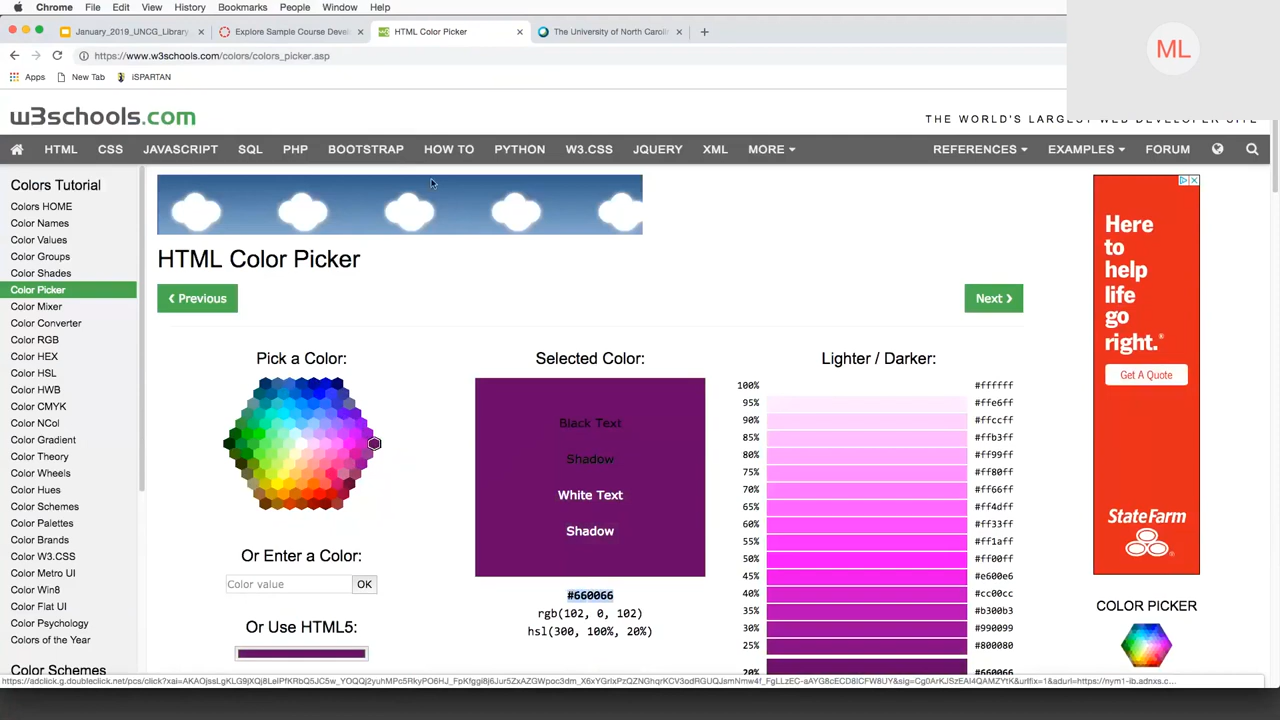 Chrome File Edit View History Bookmarks People Window Help
January_2019_UNCG_Library × Explore Sample Course Devel × HTML Color Picker × The University of North Carolin × +
https://www.w3schools.com/colors/colors_picker.asp
Apps New Tab iSPARTAN
ML
w3schools.com
THE WORLD'S LARGEST WEB DEVELOPER SITE
HTML CSS JAVASCRIPT SQL PHP BOOTSTRAP HOW TO PYTHON W3.CSS JQUERY XML MORE REFERENCES EXAMPLES FORUM
Colors Tutorial
Colors HOME
Color Names
Color Values
Color Groups
Color Shades
Color Picker
Color Mixer
Color Converter
Color RGB
Color HEX
Color HSL
Color HWB
Color CMYK
Color NCol
Color Gradient
Color Theory
Color Wheels
Color Hues
Color Schemes
Color Palettes
Color Brands
Color W3.CSS
Color Metro UI
Color Win8
Color Flat UI
Color Psychology
Colors of the Year
Color Schemes
HTML Color Picker
❮ Previous
Next ❯
Pick a Color:
Or Enter a Color:
Color value OK
Or Use HTML5:
Selected Color:
Black Text
Shadow
White Text
Shadow
#660066
rgb(102, 0, 102)
hsl(300, 100%, 20%)
Lighter / Darker:
100% #ffffff
95% #ffe6ff
90% #ffccff
85% #ffb3ff
80% #ff99ff
75% #ff80ff
70% #ff66ff
65% #ff4dff
60% #ff33ff
55% #ff1aff
50% #ff00ff
45% #e600e6
40% #cc00cc
35% #b300b3
30% #990099
25% #800080
20% #660066
Here
to
help
life
go
right.®
Get A Quote
StateFarm
COLOR PICKER